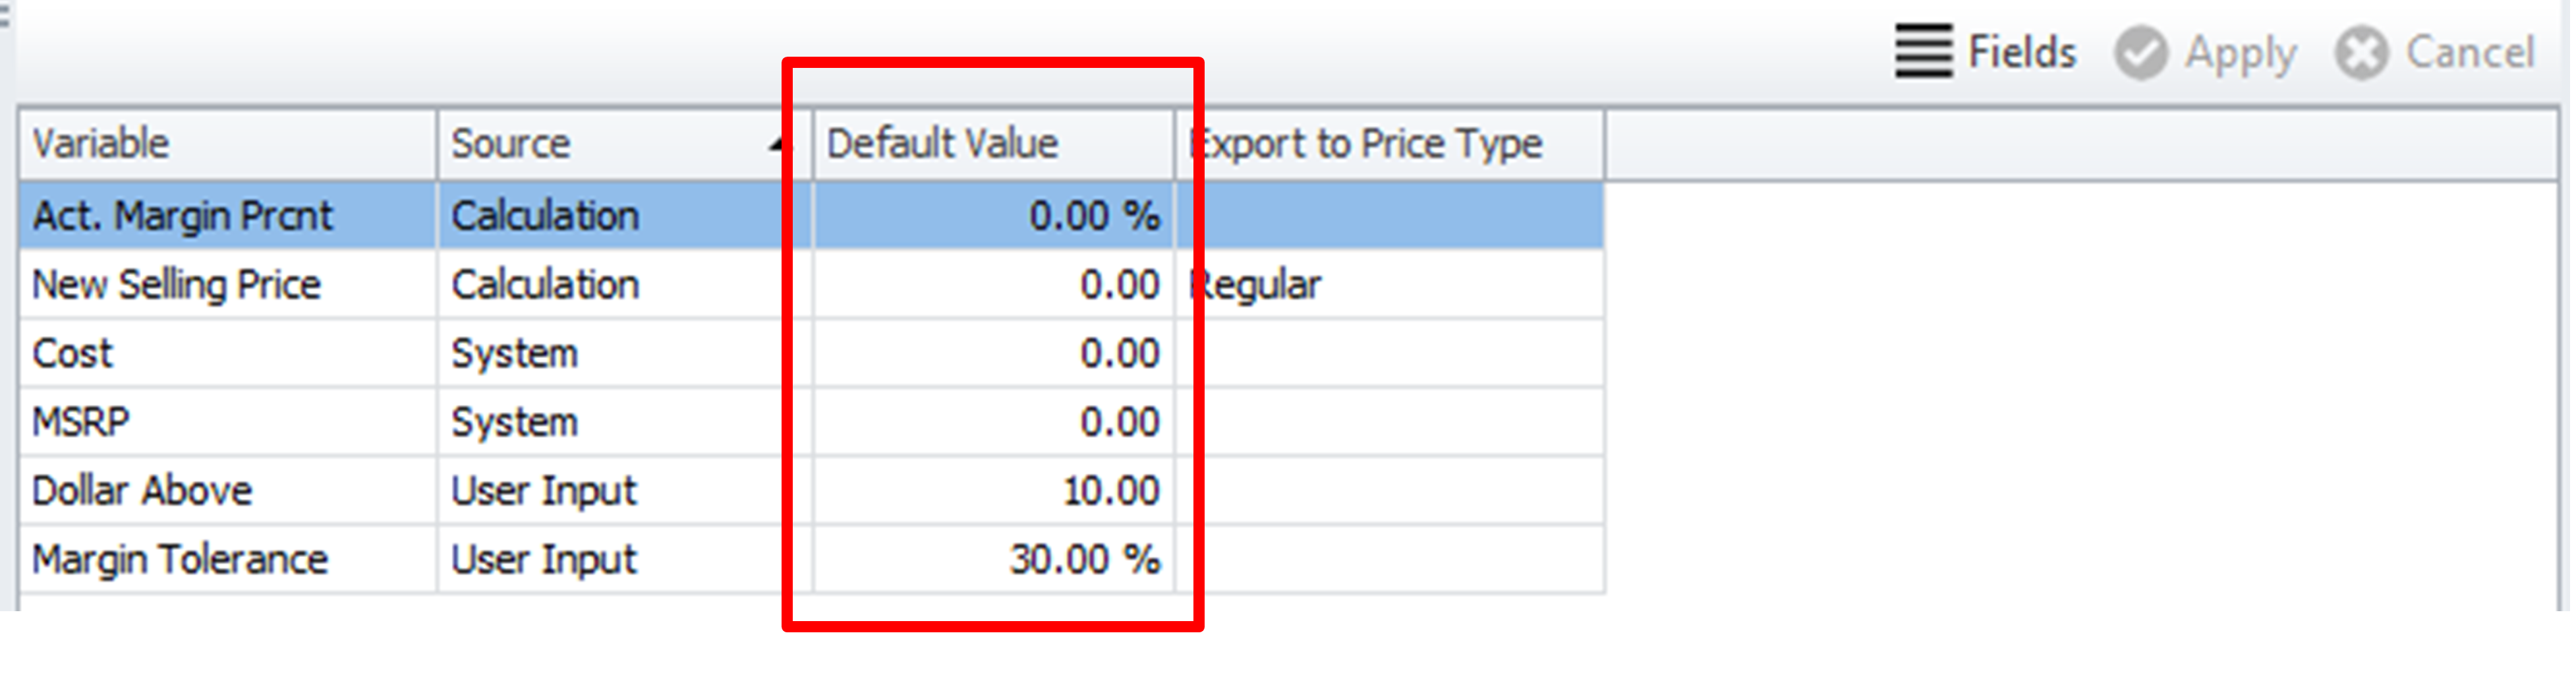 Fields Apply Cancel
Variable Source Default Value Export to Price Type
Act. Margin Prcnt Calculation 0.00 %
New Selling Price Calculation 0.00 Regular
Cost System 0.00
MSRP System 0.00
Dollar Above User Input 10.00
Margin Tolerance User Input 30.00 %